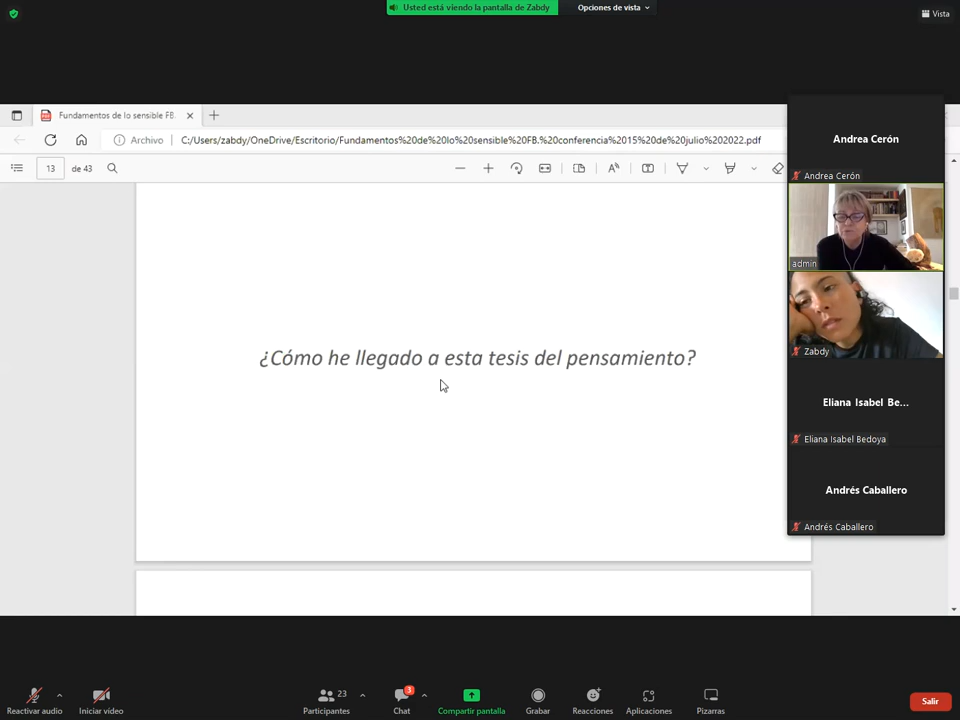 Usted está viendo la pantalla de Zabdy
Opciones de vista
Vista
Fundamentos de lo sensible FB.
Archivo
C:/Users/zabdy/OneDrive/Escritorio/Fundamentos%20de%20lo%20sensible%20FB.%20conferencia%2015%20de%20julio%202022.pdf
13 de 43
¿Cómo he llegado a esta tesis del pensamiento?
Andrea Cerón
Andrea Cerón
admin
Zabdy
Eliana Isabel Be...
Eliana Isabel Bedoya
Andrés Caballero
Andrés Caballero
Reactivar audio
Iniciar video
23
Participantes
3
Chat
Compartir pantalla
Grabar
Reacciones
Aplicaciones
Pizarras
Salir